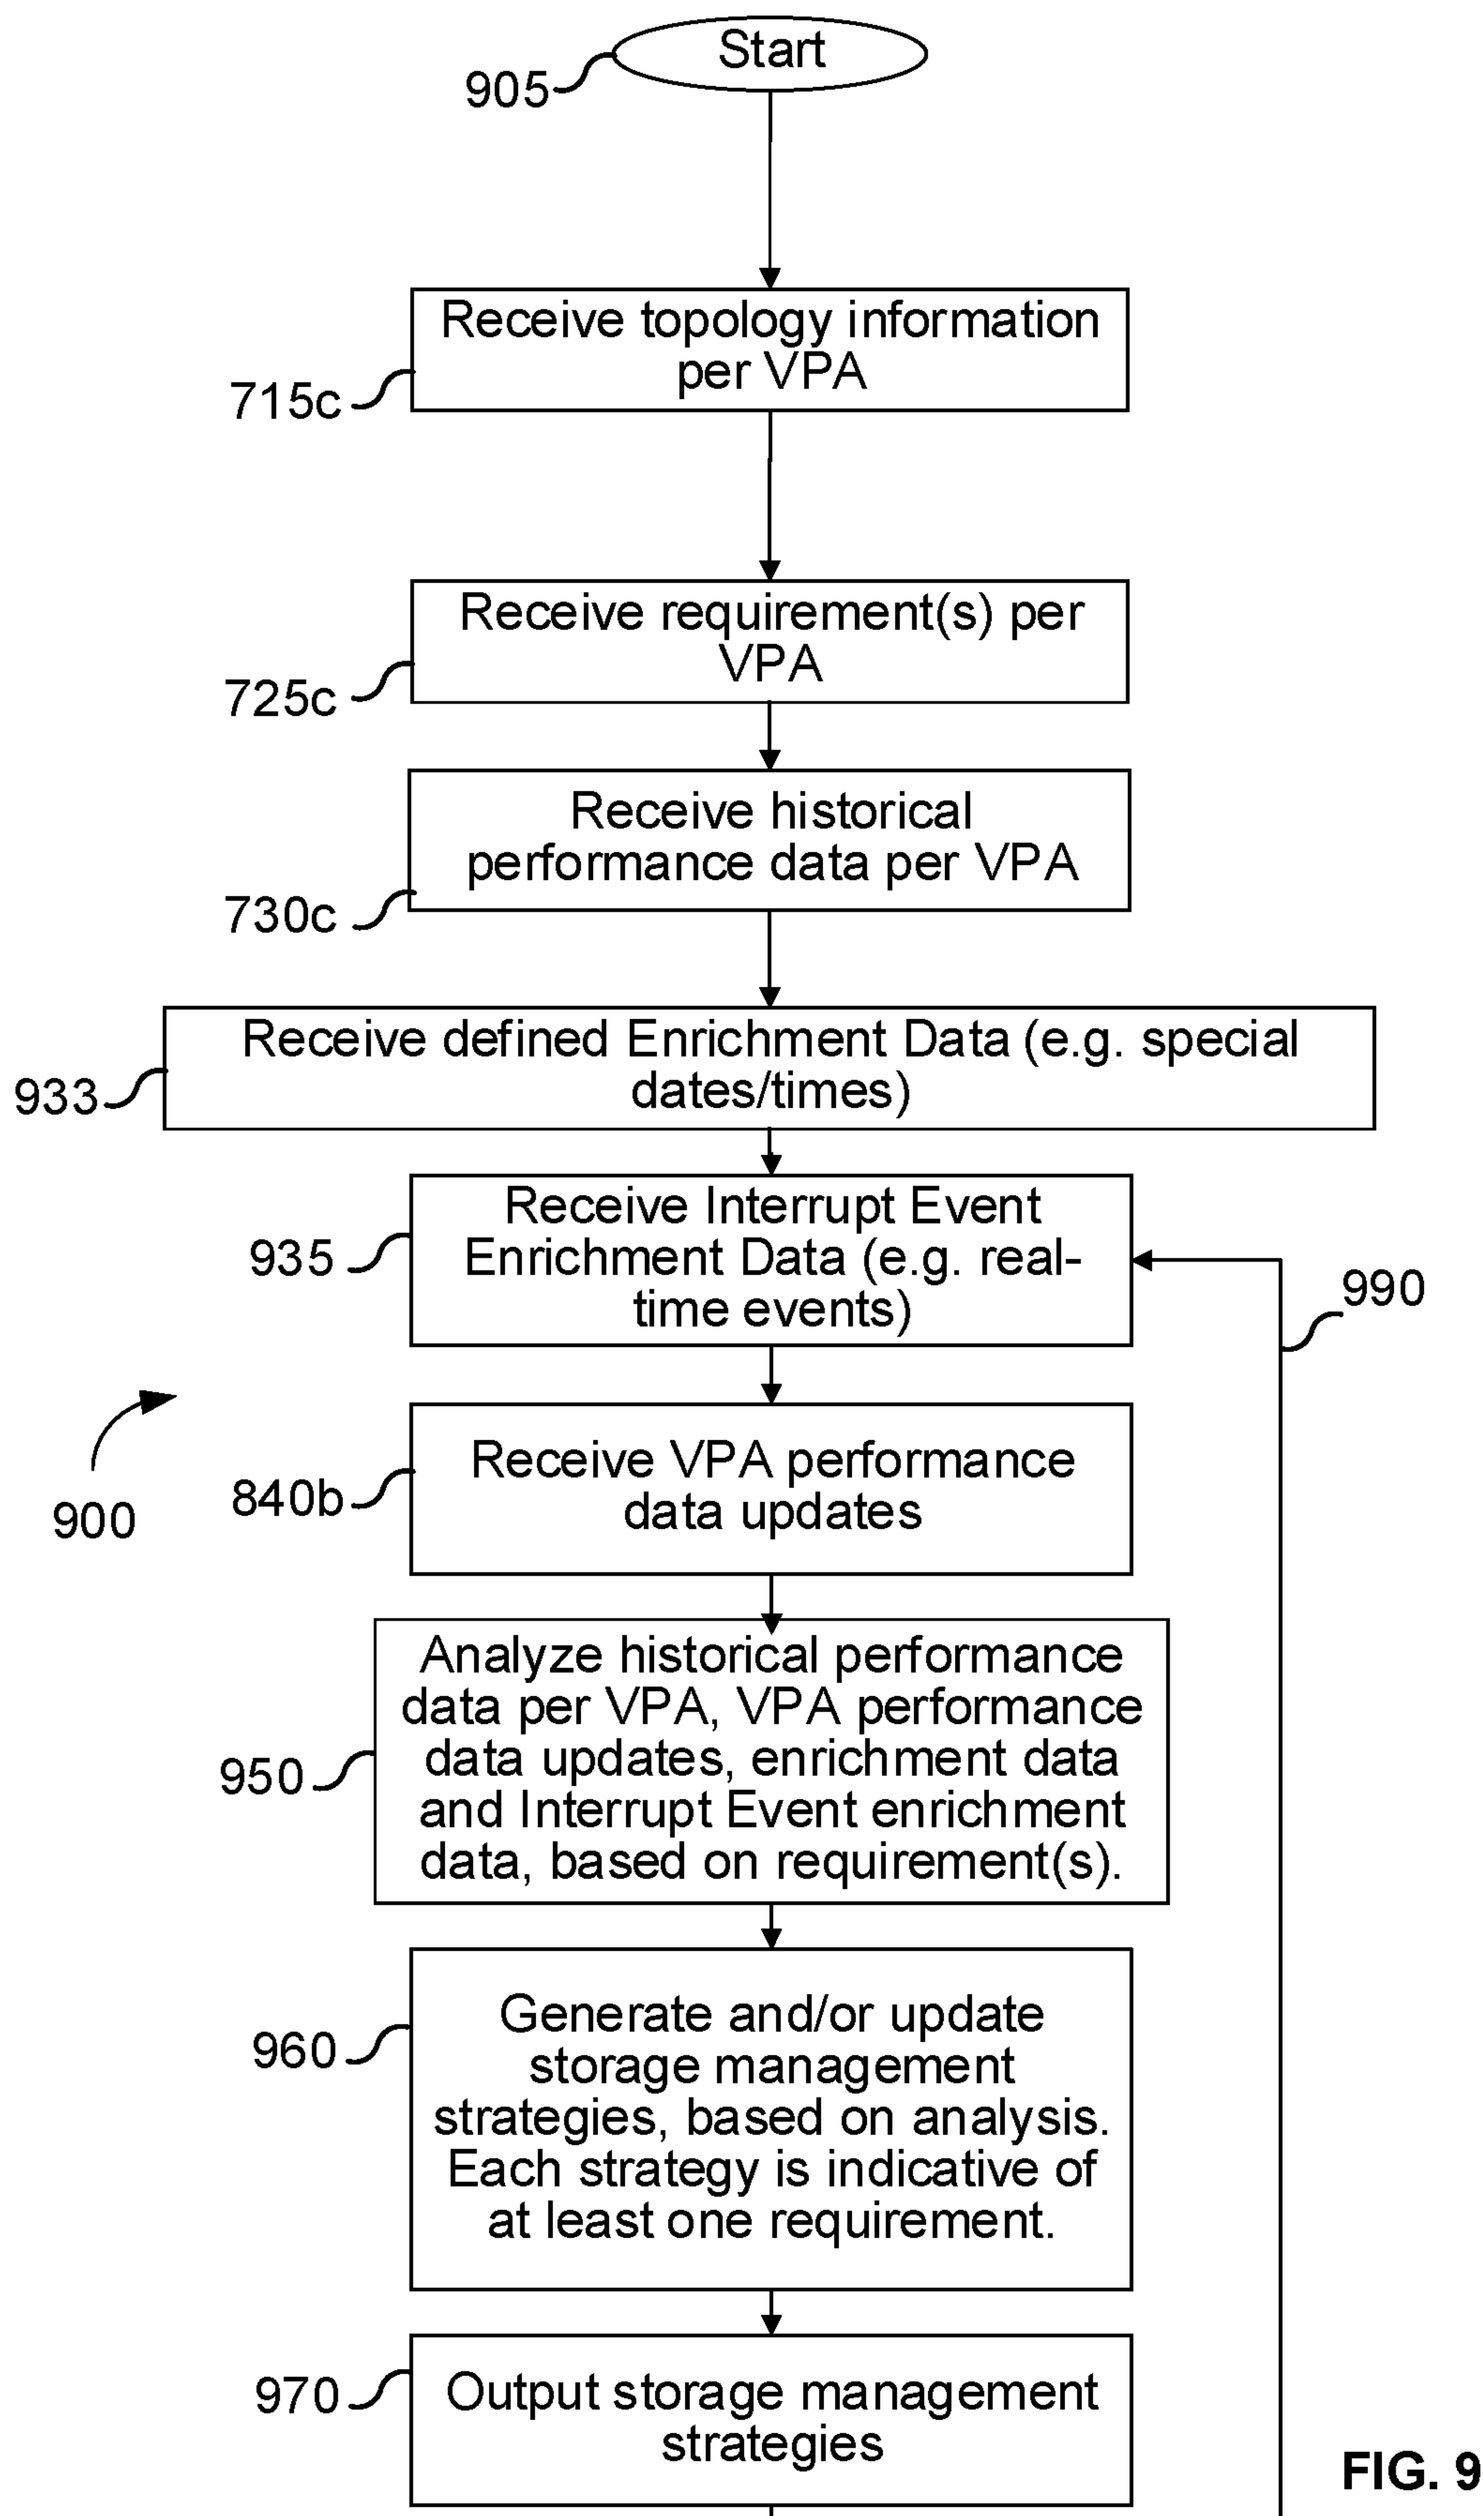 Start
905
Receive topology information
per VPA
715c
Receive requirement(s) per
VPA
725c
Receive historical
performance data per VPA
730c
Receive defined Enrichment Data (e.g. special
dates/times)
933
Receive Interrupt Event
Enrichment Data (e.g. real-
time events)
935
990
Receive VPA performance
data updates
840b
900
Analyze historical performance
data per VPA, VPA performance
data updates, enrichment data
and Interrupt Event enrichment
data, based on requirement(s).
950
Generate and/or update
storage management
strategies, based on analysis.
Each strategy is indicative of
at least one requirement.
960
Output storage management
strategies
970
FIG. 9